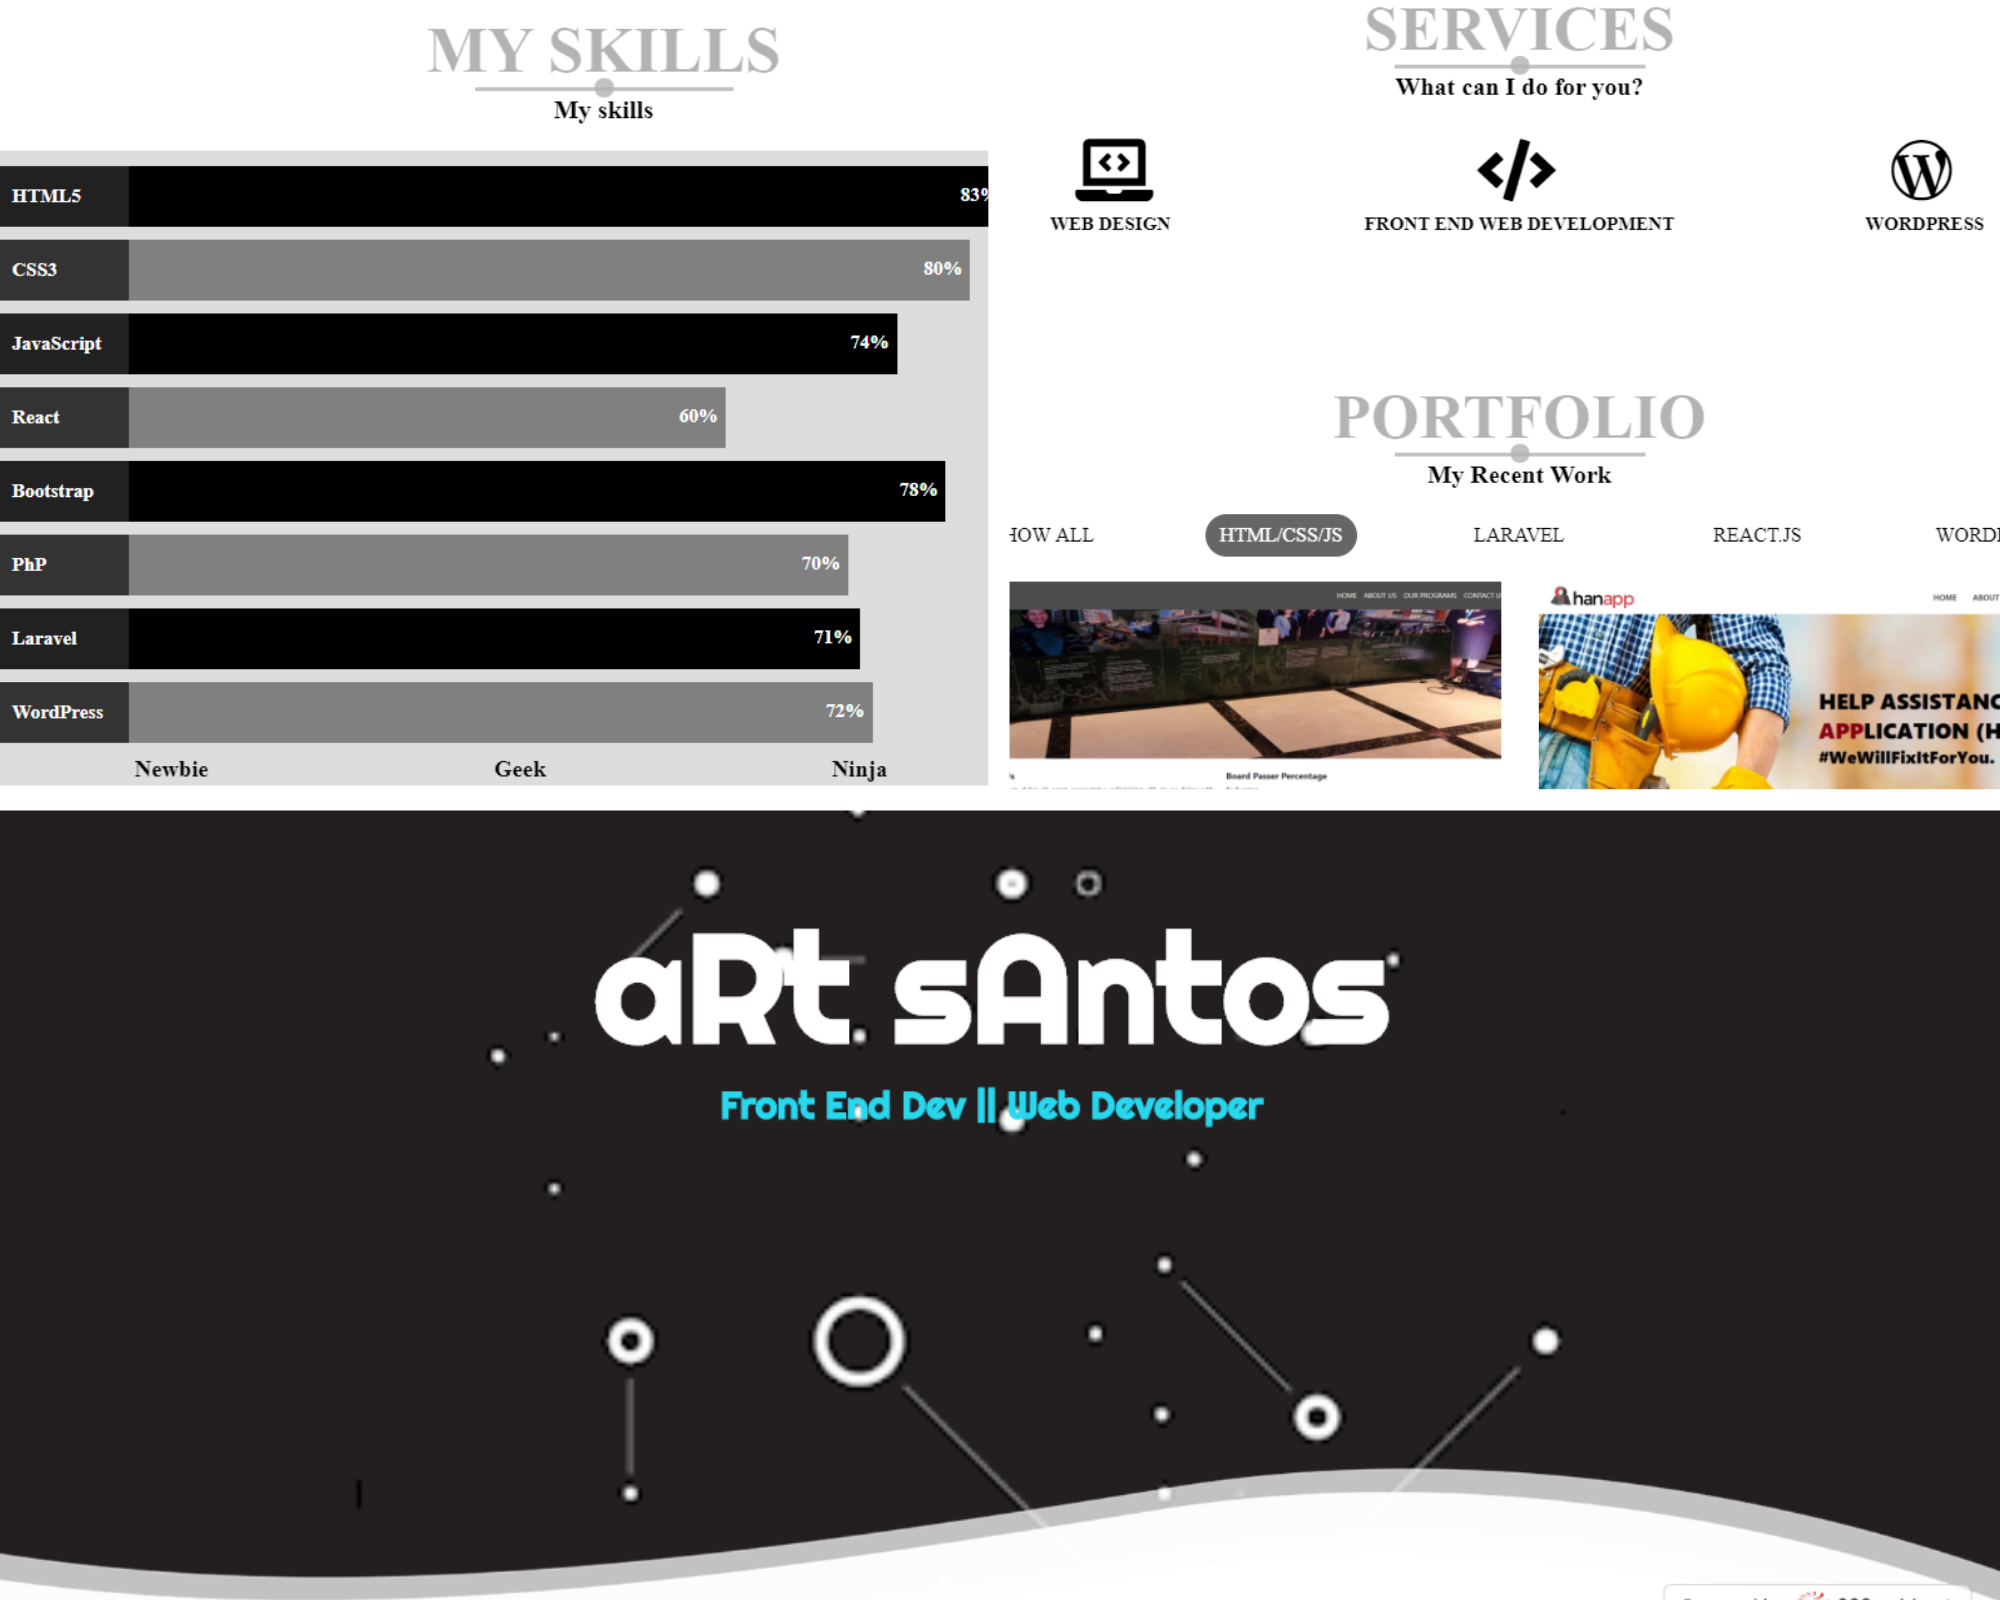 MY SKILLS
My skills
HTML5 83%
CSS3 80%
JavaScript 74%
React 60%
Bootstrap 78%
PhP 70%
Laravel 71%
WordPress 72%
Newbie Geek Ninja
SERVICES
What can I do for you?
WEB DESIGN FRONT END WEB DEVELOPMENT WORDPRESS
PORTFOLIO
My Recent Work
HOW ALL HTML/CSS/JS LARAVEL REACT.JS WORD
HOME ABOUT US OUR PROGRAMS CONTACT U
Board Passer Percentage
hanapp HOME ABOUT
HELP ASSISTANC
APPLICATION (H
#WeWillFixItForYou.
aRt sAntos
Front End Dev || Web Developer